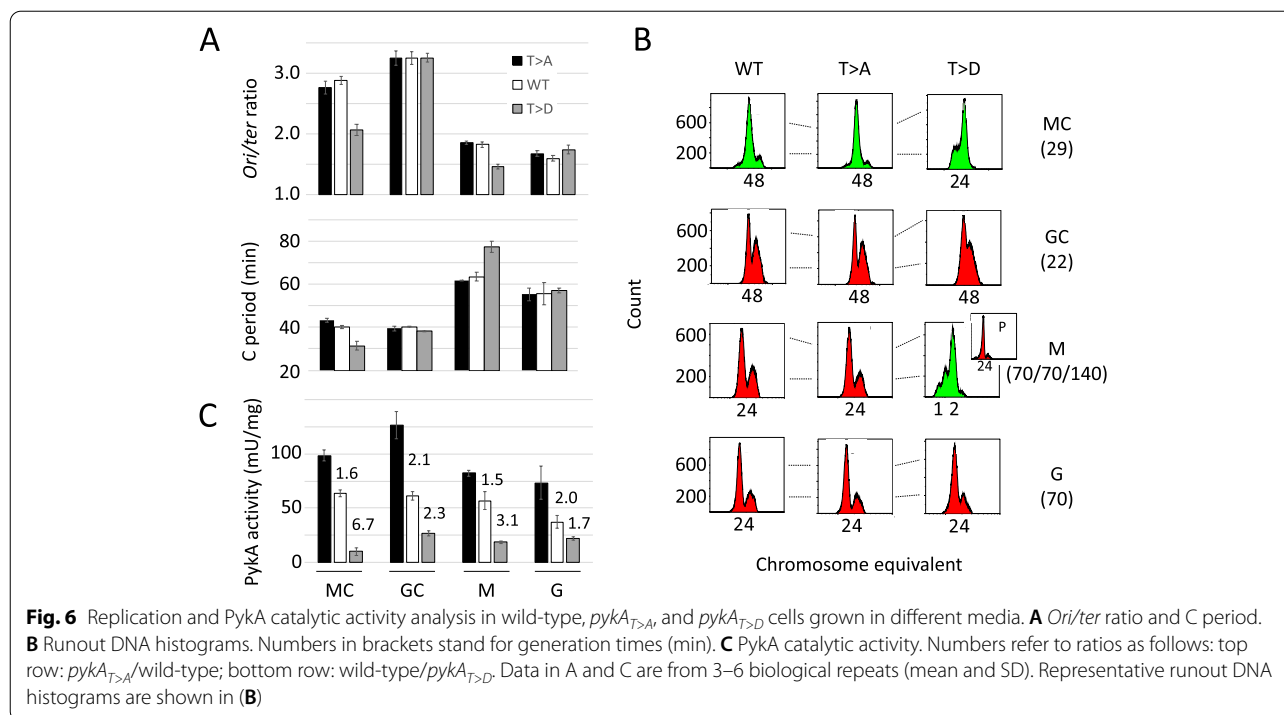 A
Ori/ter ratio
3.0
2.0
1.0
T>A
WT
T>D
C period (min)
80
60
40
20
C
PykA activity (mU/mg)
100
50
0
1.6
6.7
2.1
2.3
1.5
3.1
2.0
1.7
MC GC M G
B
WT T>A T>D
Count
600
200
48 48 24
MC
(29)
600
200
48 48 48
GC
(22)
600
200
24 24 1 2
P
24
M
(70/70/140)
600
200
24 24 24
G
(70)
Chromosome equivalent
Fig. 6 Replication and PykA catalytic activity analysis in wild-type, pykAT>A, and pykAT>D cells grown in different media. A Ori/ter ratio and C period.
B Runout DNA histograms. Numbers in brackets stand for generation times (min). C PykA catalytic activity. Numbers refer to ratios as follows: top
row: pykAT>A/wild-type; bottom row: wild-type/pykAT>D. Data in A and C are from 3–6 biological repeats (mean and SD). Representative runout DNA
histograms are shown in (B)